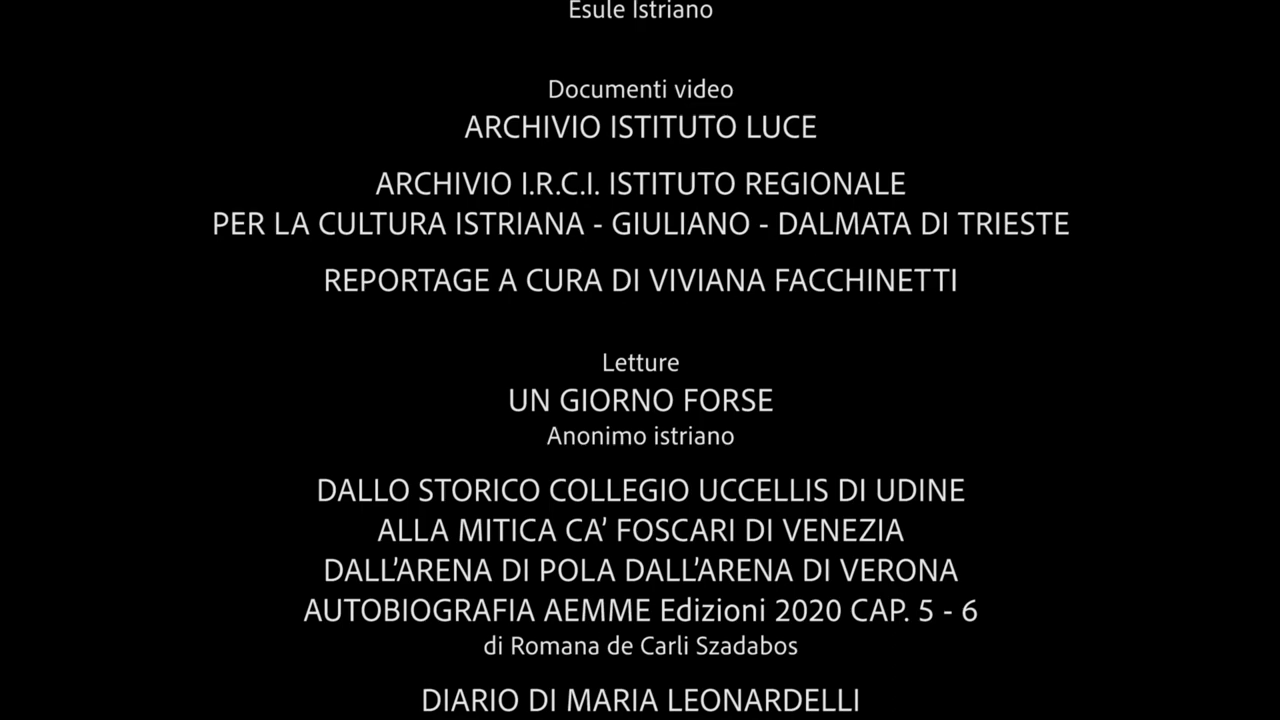 Esule Istriano
Documenti video
ARCHIVIO ISTITUTO LUCE
ARCHIVIO I.R.C.I. ISTITUTO REGIONALE
PER LA CULTURA ISTRIANA - GIULIANO - DALMATA DI TRIESTE
REPORTAGE A CURA DI VIVIANA FACCHINETTI
Letture
UN GIORNO FORSE
Anonimo istriano
DALLO STORICO COLLEGIO UCCELLIS DI UDINE
ALLA MITICA CA’ FOSCARI DI VENEZIA
DALL’ARENA DI POLA DALL’ARENA DI VERONA
AUTOBIOGRAFIA AEMME Edizioni 2020 CAP. 5 - 6
di Romana de Carli Szadabos
DIARIO DI MARIA LEONARDELLI